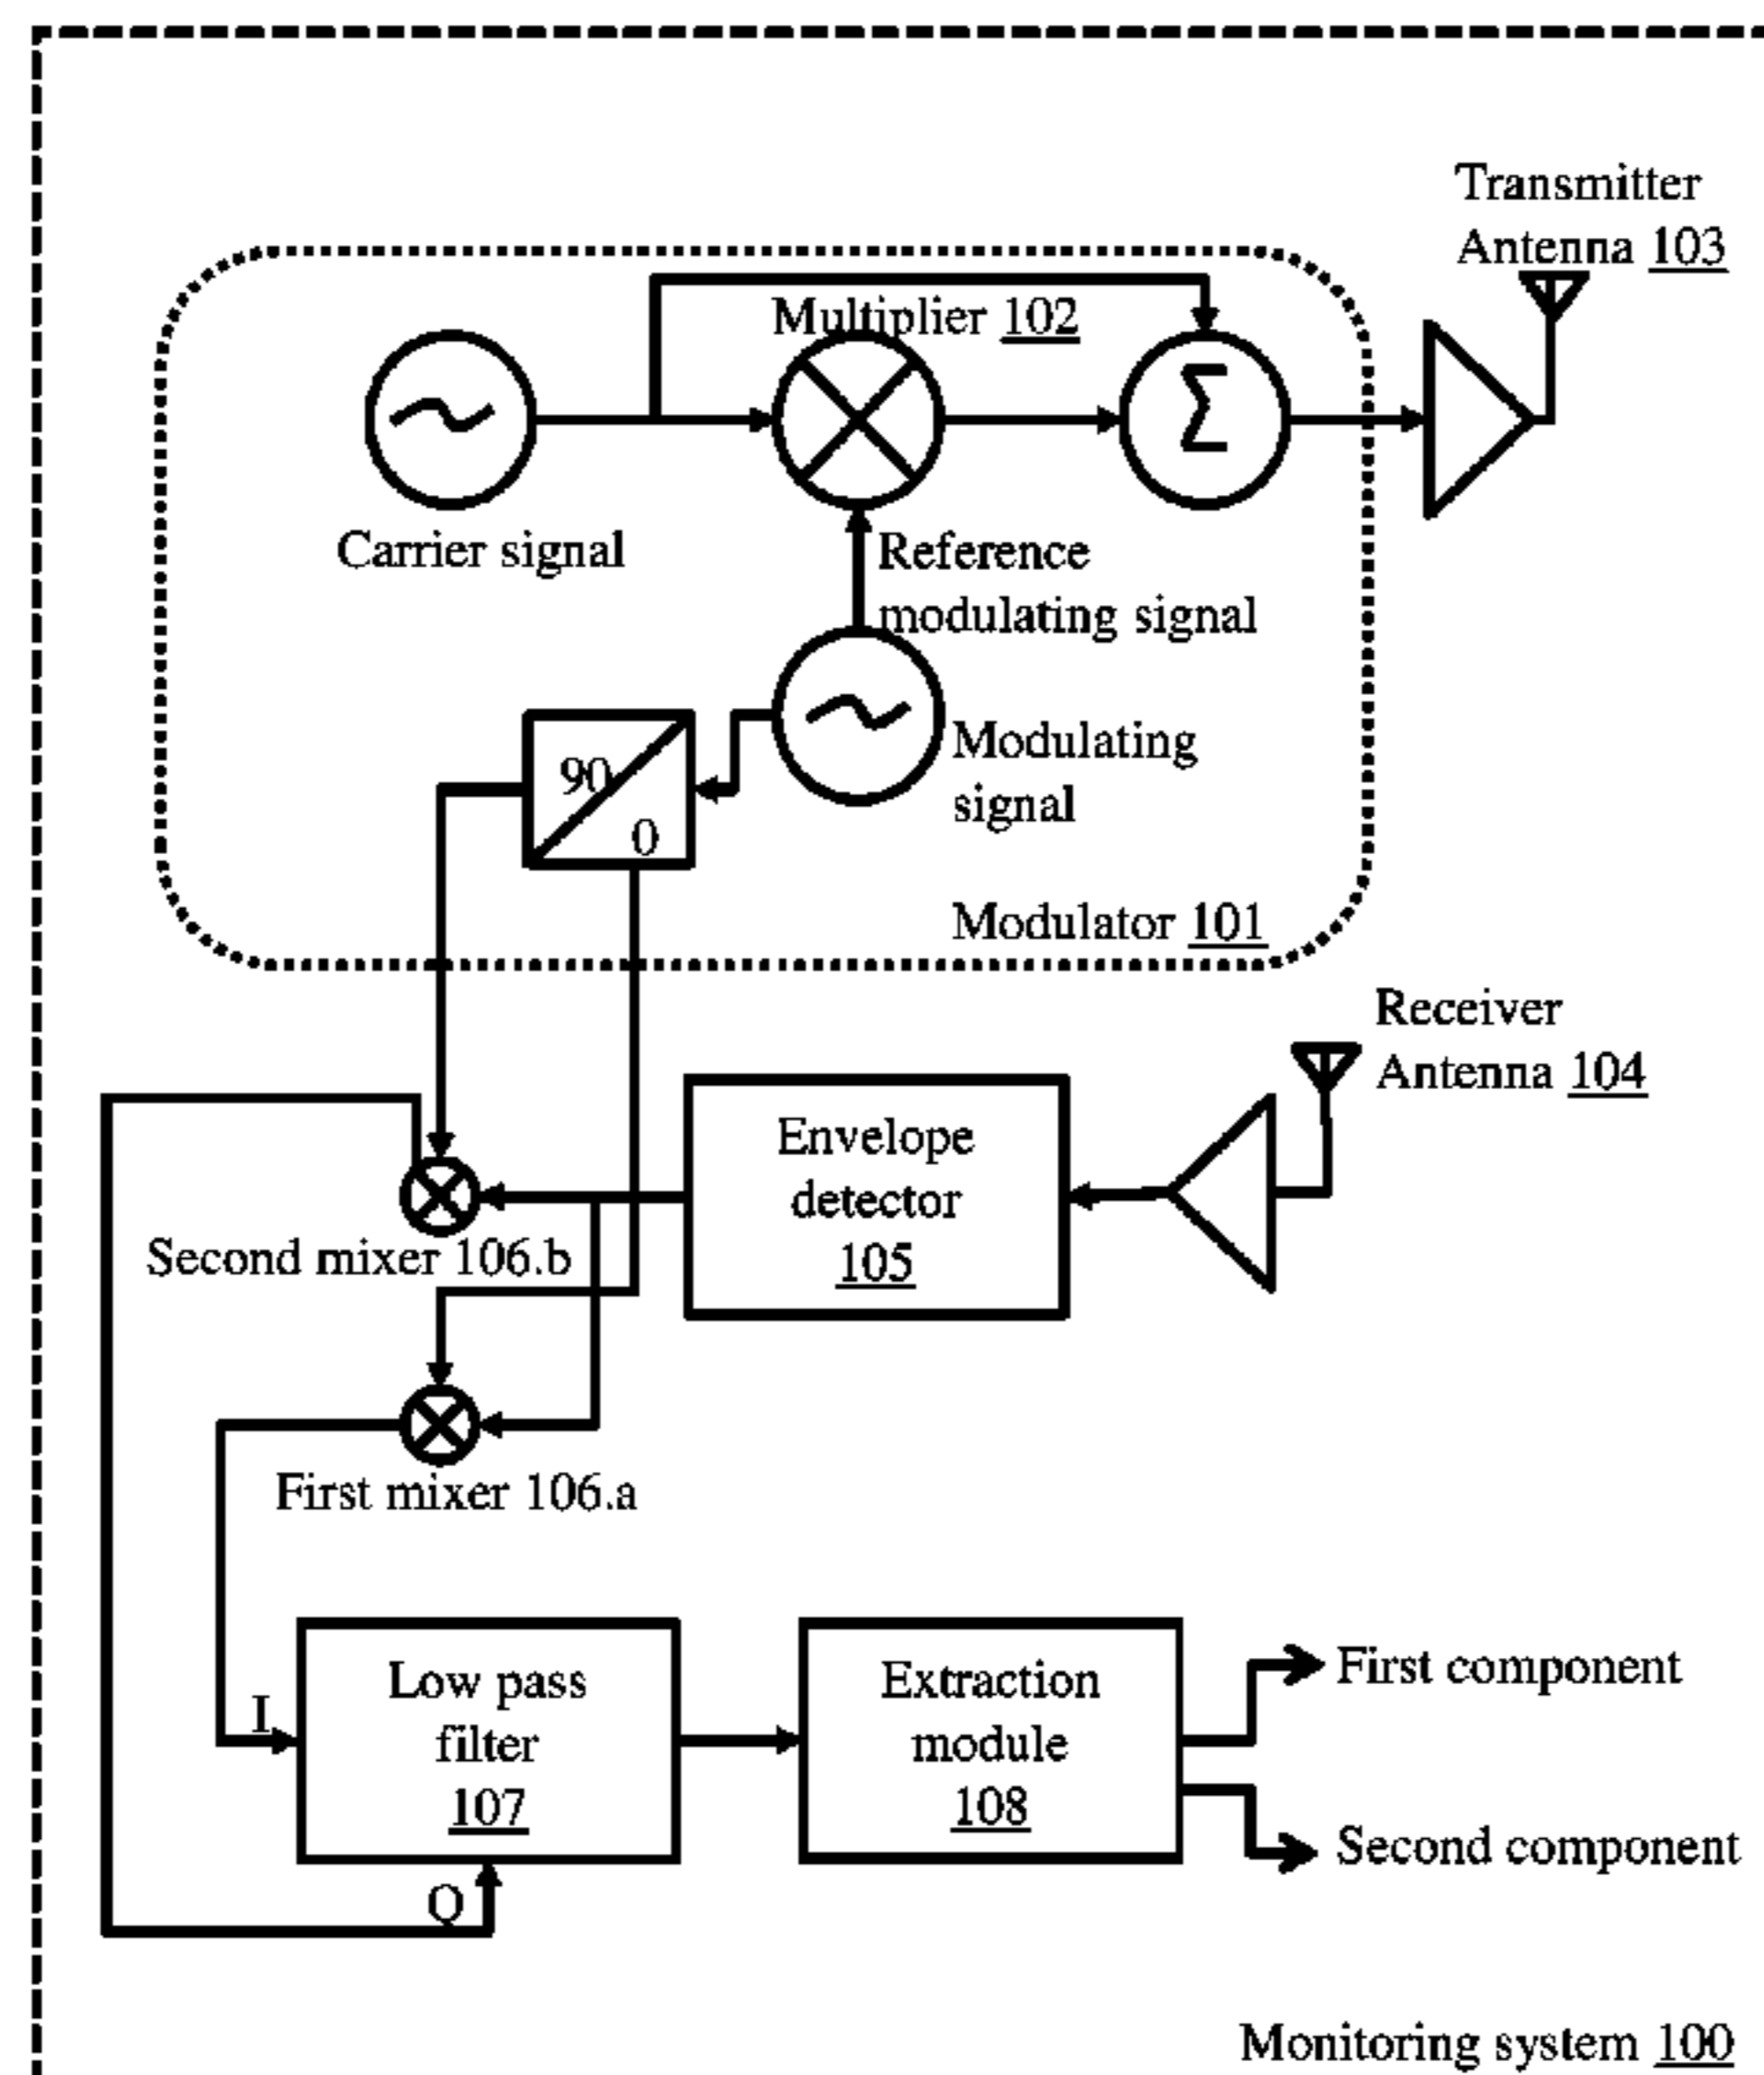 Transmitter
Antenna 103
Multiplier 102
Σ
Carrier signal
Reference
modulating signal
90
0
Modulating
signal
Modulator 101
Receiver
Antenna 104
Envelope
detector
105
Second mixer 106.b
First mixer 106.a
I
Low pass
filter
107
Extraction
module
108
First component
Second component
Q
Monitoring system 100